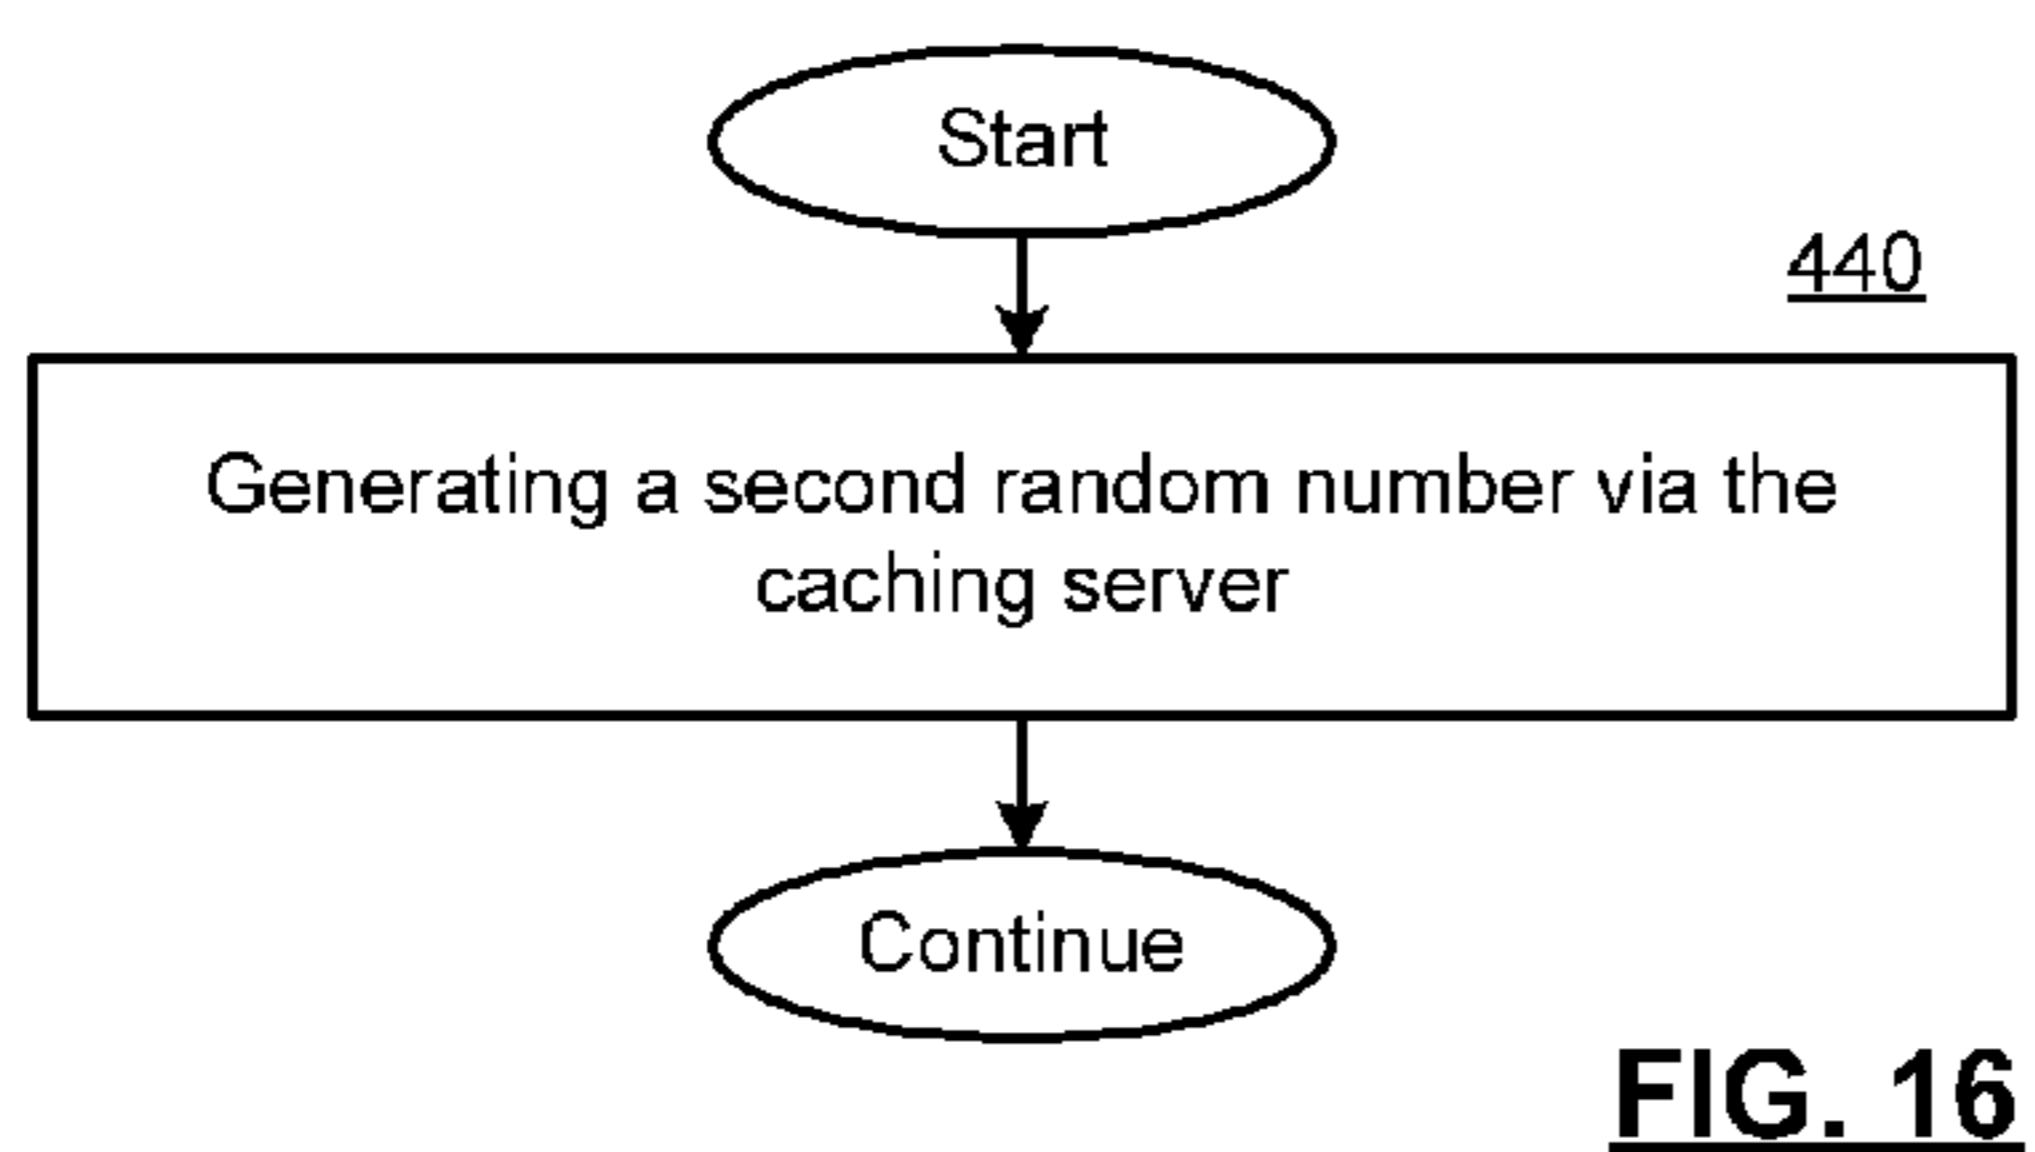 Start
440
Generating a second random number via the
caching server
Continue
FIG. 16